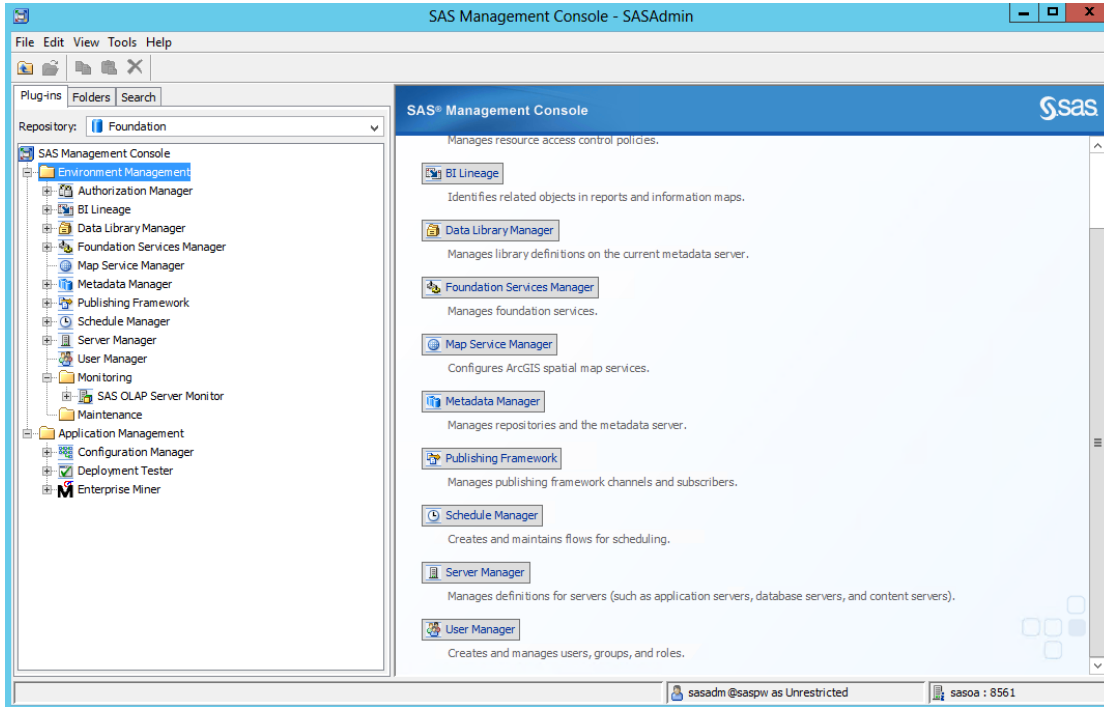 SAS Management Console - SASAdmin
File Edit View Tools Help
Plug-ins Folders Search
Repository: Foundation
SAS Management Console
Environment Management
Authorization Manager
BI Lineage
Data Library Manager
Foundation Services Manager
Map Service Manager
Metadata Manager
Publishing Framework
Schedule Manager
Server Manager
User Manager
Monitoring
SAS OLAP Server Monitor
Maintenance
Application Management
Configuration Manager
Deployment Tester
Enterprise Miner
SAS® Management Console
sas
Manages resource access control policies.
BI Lineage
Identifies related objects in reports and information maps.
Data Library Manager
Manages library definitions on the current metadata server.
Foundation Services Manager
Manages foundation services.
Map Service Manager
Configures ArcGIS spatial map services.
Metadata Manager
Manages repositories and the metadata server.
Publishing Framework
Manages publishing framework channels and subscribers.
Schedule Manager
Creates and maintains flows for scheduling.
Server Manager
Manages definitions for servers (such as application servers, database servers, and content servers).
User Manager
Creates and manages users, groups, and roles.
sasadm@saspw as Unrestricted
sasoa : 8561